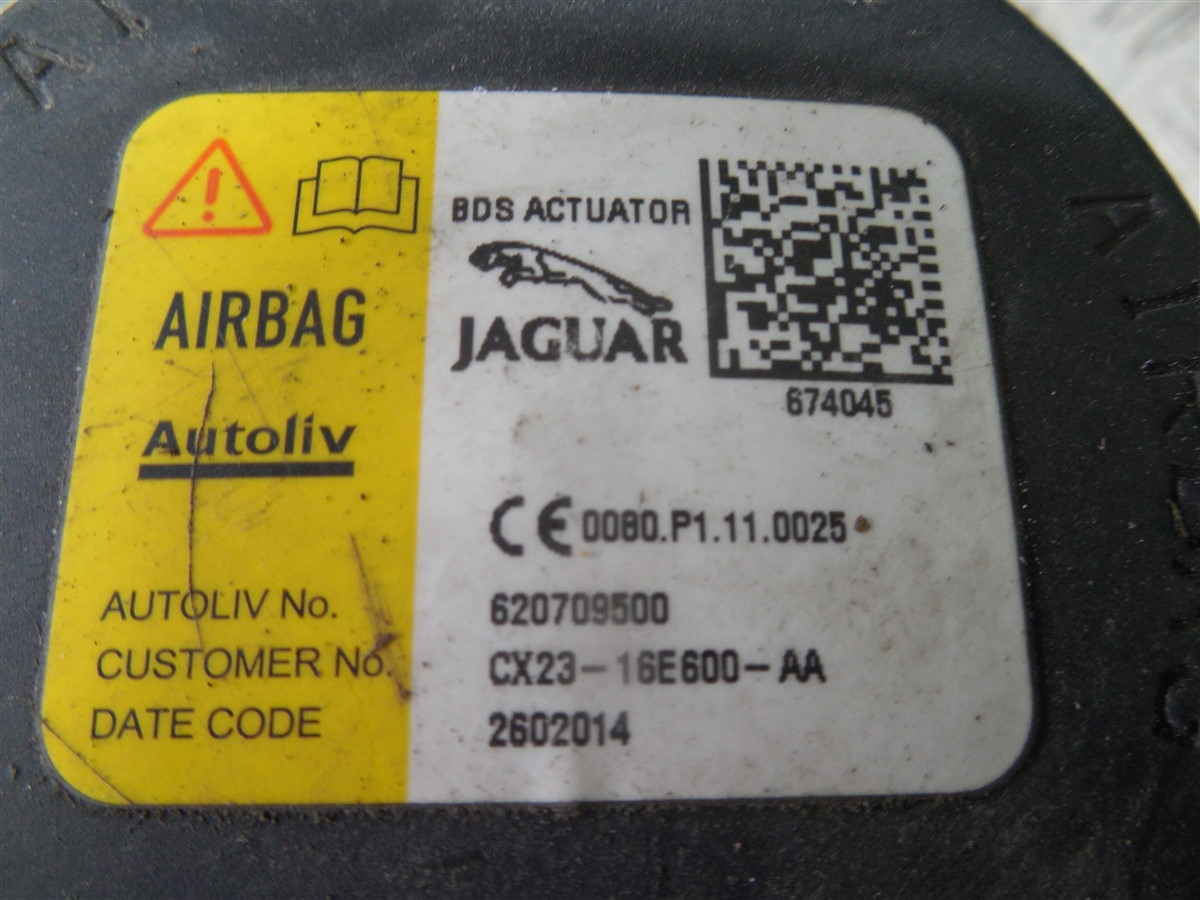 BDS ACTUATOR
JAGUAR
674045
AIRBAG
Autoliv
CE 0080.P1.11.0025
AUTOLIV No. 620709500
CUSTOMER No. CX23-16E600-AA
DATE CODE 2602014